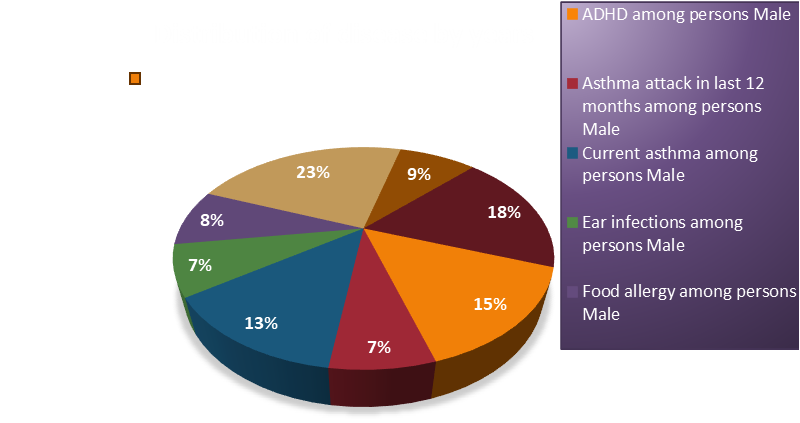 ADHD among persons Male
Asthma attack in last 12
months among persons
Male
Current asthma among
persons Male
Ear infections among
persons Male
Food allergy among persons
Male
23%
9%
18%
8%
7%
15%
13%
7%